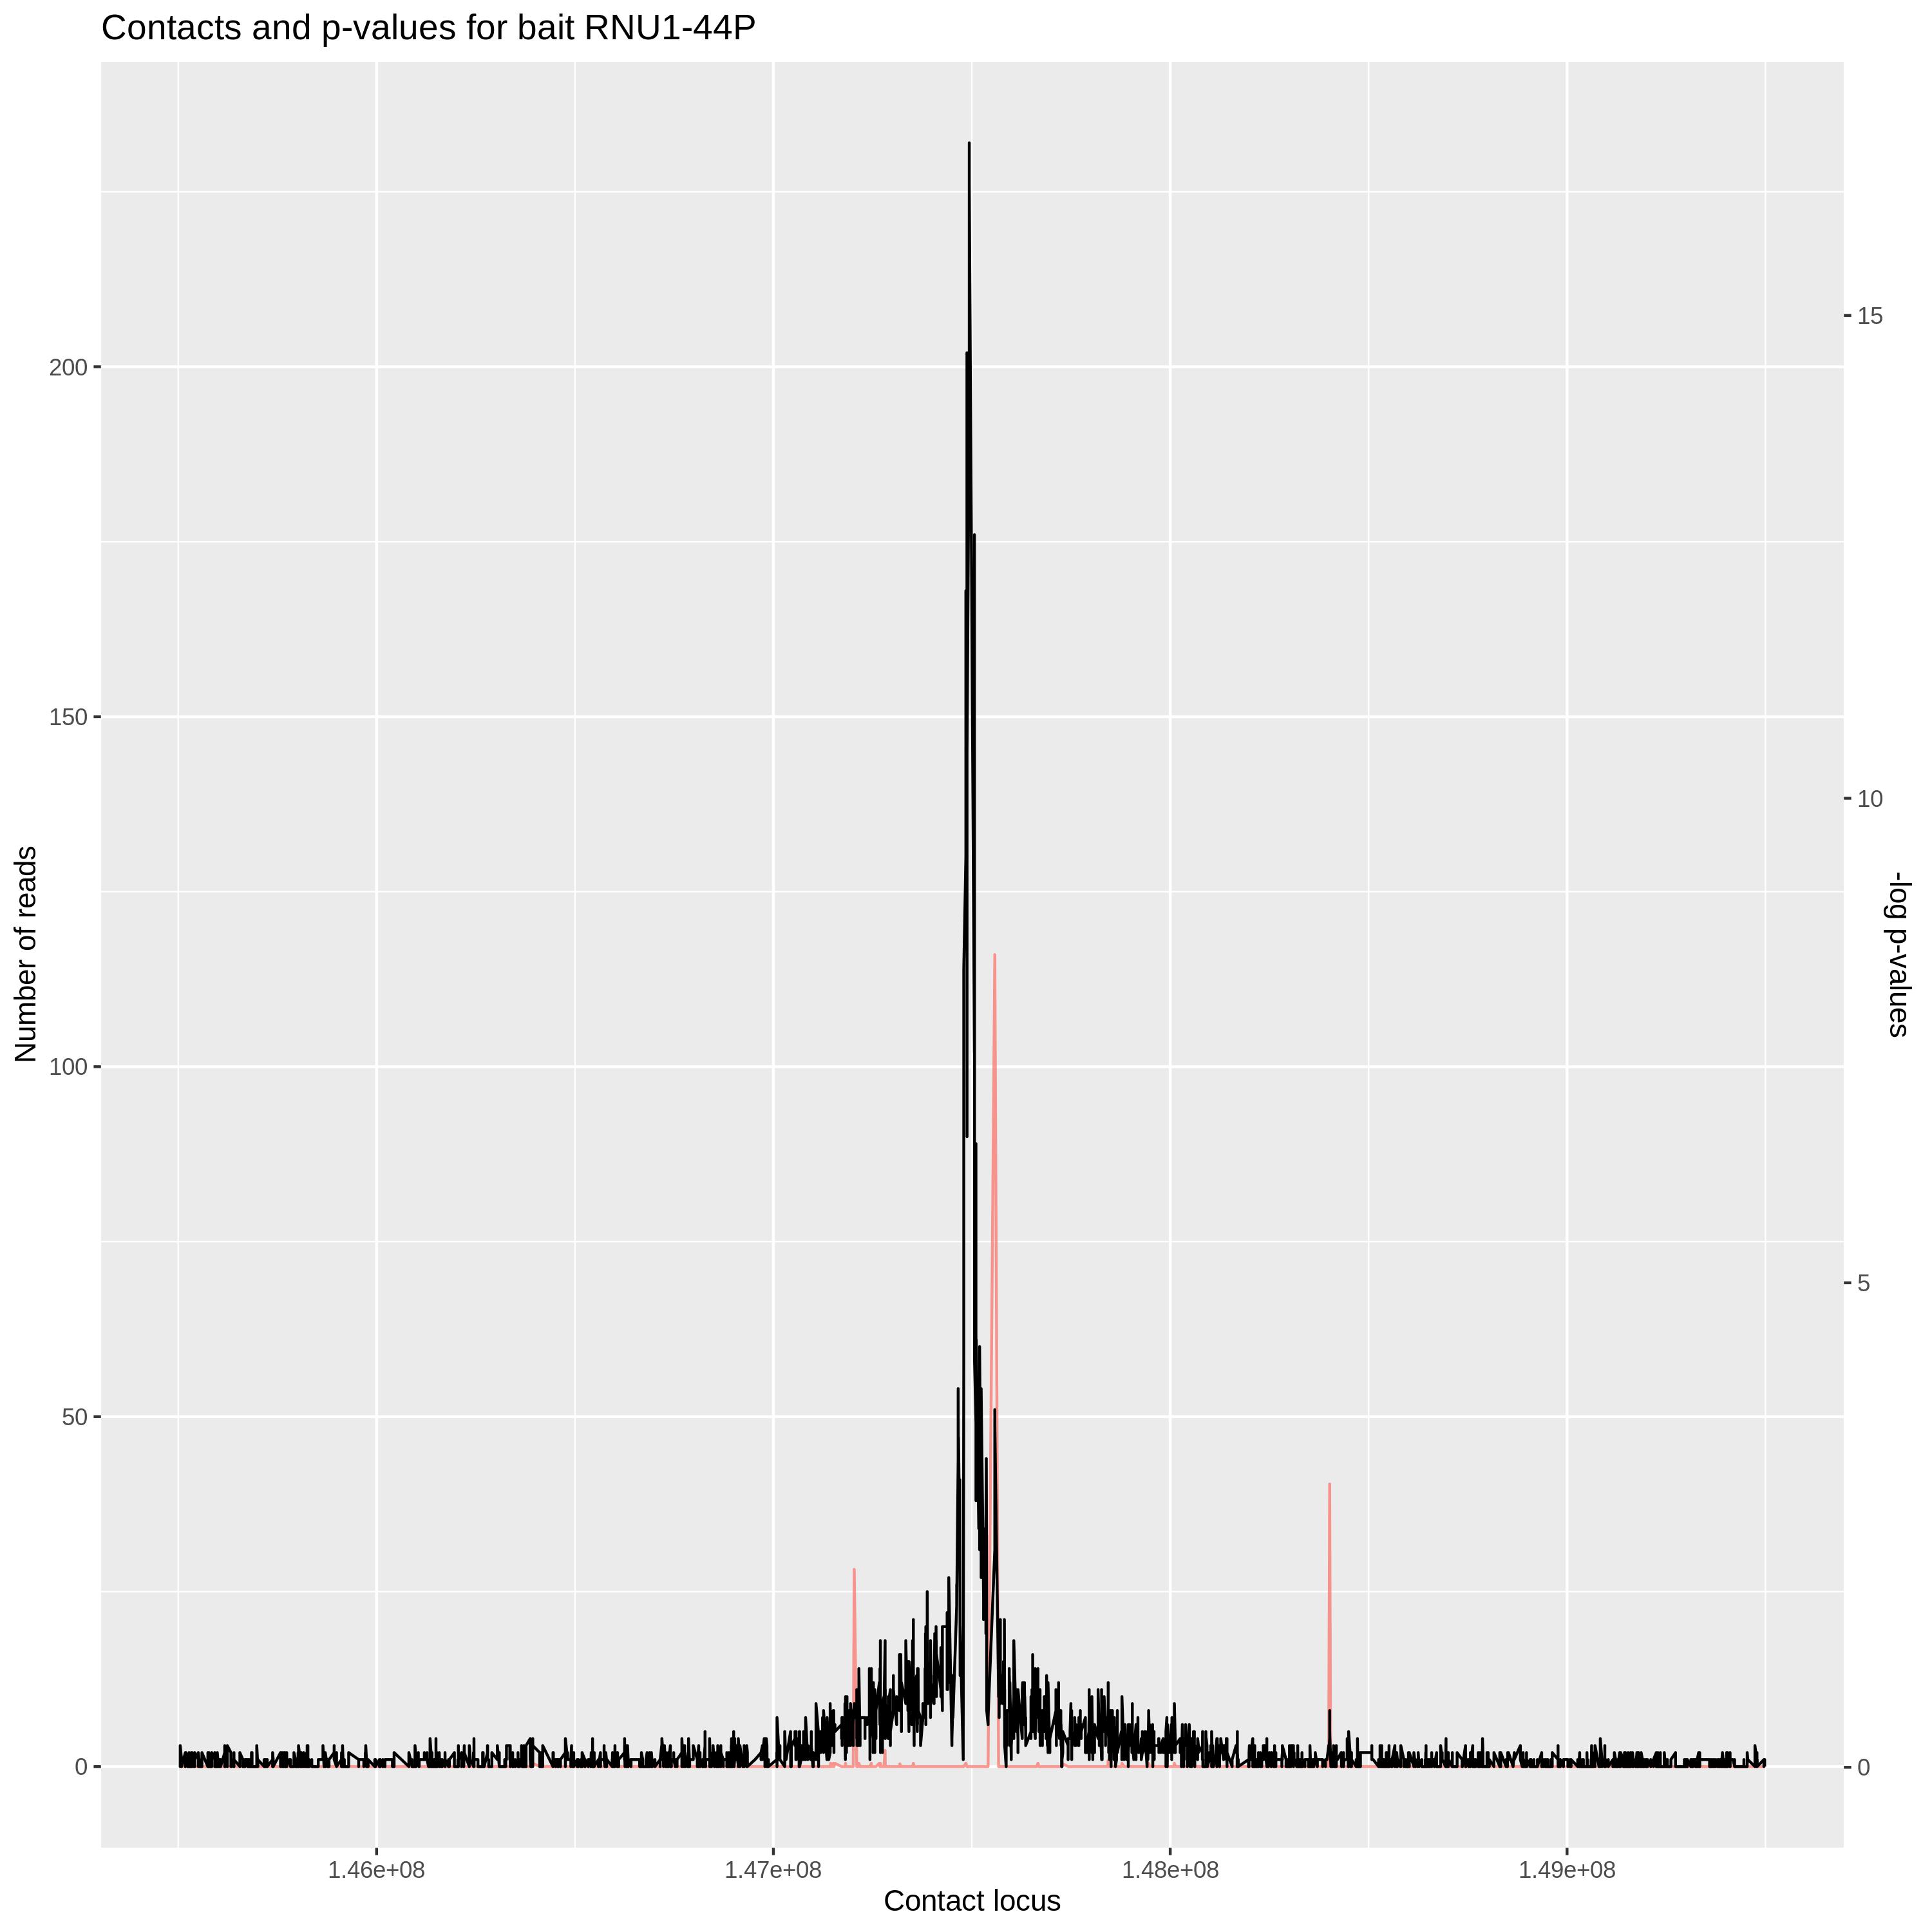 Contacts and p-values for bait RNU1-44P
200
150
100
50
0
Number of reads
15
10
5
0
-log p-values
1.46e+08 1.47e+08 1.48e+08 1.49e+08
Contact locus